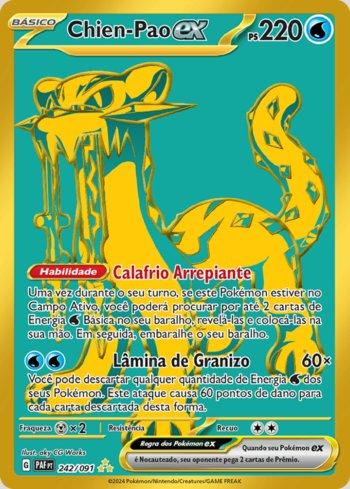 BÁSICO
Chien-Pao ex PS 220
Habilidade Calafrio Arrepiante
Uma vez durante o seu turno, se este Pokémon estiver no
Campo Ativo, você poderá procurar por até 2 cartas de
Energia Básica no seu baralho, revelá-las e colocá-las na
sua mão. Em seguida, embaralhe o seu baralho.
Lâmina de Granizo 60×
Você pode descartar qualquer quantidade de Energia dos
seus Pokémon. Este ataque causa 60 pontos de dano para
cada carta descartada desta forma.
Fraqueza ×2 Resistência Recuo
Ilust. aky CG Works
G PAF PT 242/091
Regra dos Pokémon ex Quando seu Pokémon ex
é Nocauteado, seu oponente pega 2 cartas de Prêmio.
©2024 Pokémon/Nintendo/Creatures/GAME FREAK